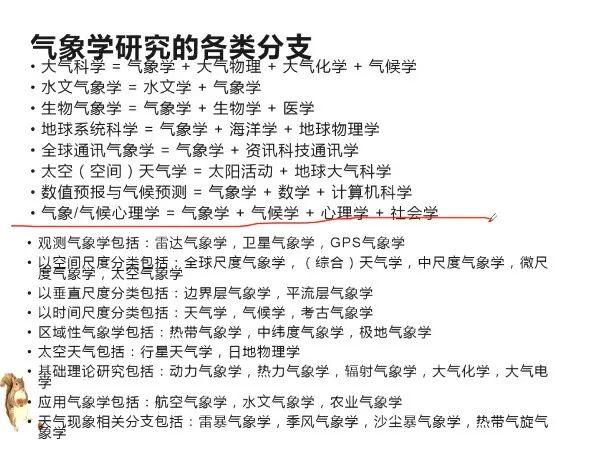 气象学研究的各类分支
• 大气科学 = 气象学 + 大气物理 + 大气化学 + 气候学
• 水文气象学 = 水文学 + 气象学
• 生物气象学 = 气象学 + 生物学 + 医学
• 地球系统科学 = 气象学 + 海洋学 + 地球物理学
• 全球通讯气象学 = 气象学 + 资讯科技通讯学
• 太空（空间）天气学 = 太阳活动 + 地球大气科学
• 数值预报与气候预测 = 气象学 + 数学 + 计算机科学
• 气象/气候心理学 = 气象学 + 气候学 + 心理学 + 社会学
• 观测气象学包括：雷达气象学，卫星气象学，GPS气象学
• 以空间尺度分类包括：全球尺度气象学，（综合）天气学，中尺度气象学，微尺
度气象学，太空气象学
• 以垂直尺度分类包括：边界层气象学，平流层气象学
• 以时间尺度分类包括：天气学，气候学，考古气象学
• 区域性气象学包括：热带气象学，中纬度气象学，极地气象学
• 太空天气包括：行星天气学，日地物理学
• 基础理论研究包括：动力气象学，热力气象学，辐射气象学，大气化学，大气电
学
• 应用气象学包括：航空气象学，水文气象学，农业气象学
• 天气现象相关分支包括：雷暴气象学，季风气象学，沙尘暴气象学，热带气旋气
象学